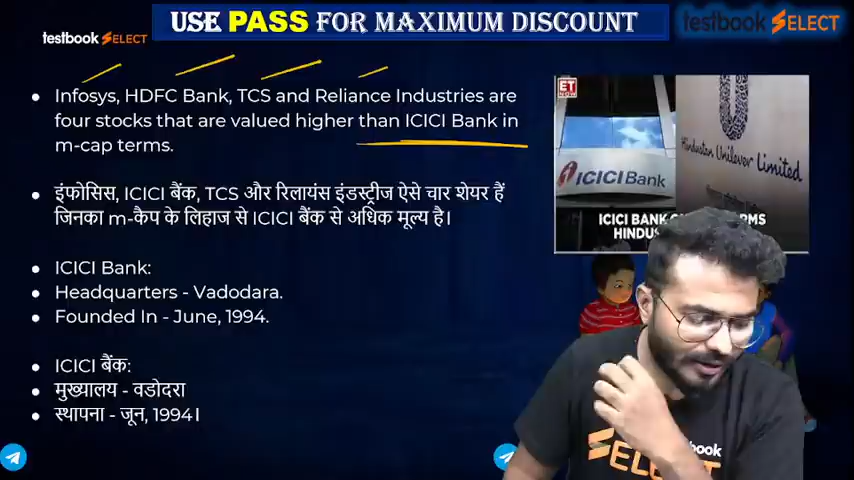 USE PASS FOR MAXIMUM DISCOUNT
testbook SELECT
testbook SELECT
Infosys, HDFC Bank, TCS and Reliance Industries are
four stocks that are valued higher than ICICI Bank in
m-cap terms.
इंफोसिस, ICICI बैंक, TCS और रिलायंस इंडस्ट्रीज ऐसे चार शेयर हैं
जिनका m-कैप के लिहाज से ICICI बैंक से अधिक मूल्य है।
ICICI Bank:
Headquarters - Vadodara.
Founded In - June, 1994.
ICICI बैंक:
मुख्यालय - वडोदरा
स्थापना - जून, 1994।
ET
NOW
ICICI Bank
Hindustan Unilever Limited
ICICI BANK
HINDUS
book
SELECT